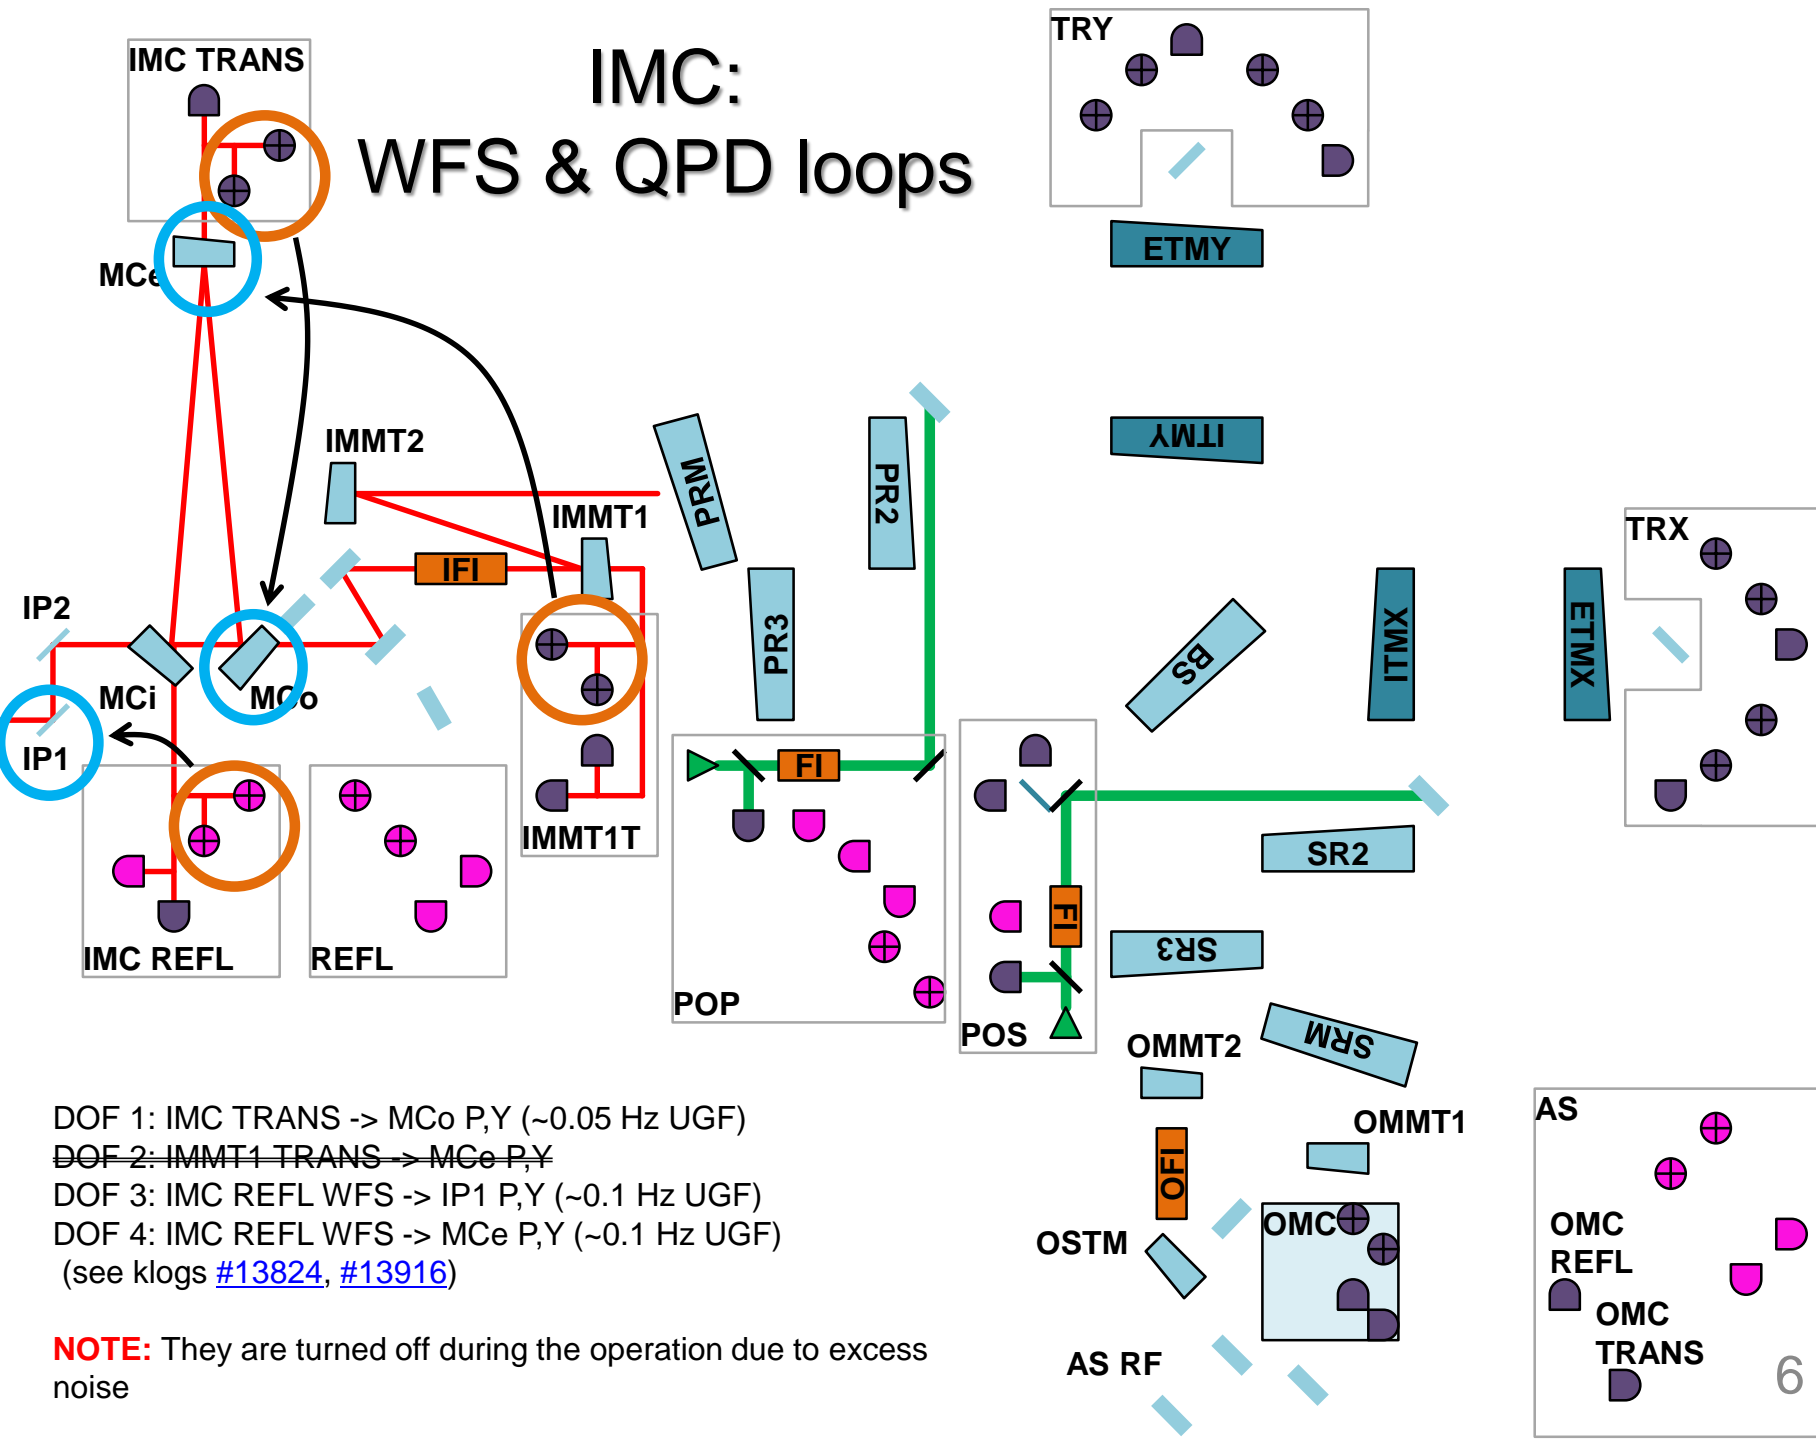 IMC:
WFS & QPD loops
IMC TRANS
TRY
MCe
ETMY
IMMT2
IMMT1
PRM
PR2
ITMY
TRX
IFI
IP2
MCi
MCo
PR3
BS
ITMX
ETMX
IP1
FI
IMMT1T
SR2
FI
SR3
IMC REFL
REFL
POP
POS
SRM
OMMT2
OMMT1
AS
OFI
OMC
OSTM
OMC
REFL
OMC
TRANS
AS RF
DOF 1: IMC TRANS -> MCo P,Y (~0.05 Hz UGF)
DOF 2: IMMT1 TRANS -> MCe P,Y
DOF 3: IMC REFL WFS -> IP1 P,Y (~0.1 Hz UGF)
DOF 4: IMC REFL WFS -> MCe P,Y (~0.1 Hz UGF)
(see klogs #13824, #13916)
NOTE: They are turned off during the operation due to excess
noise
6